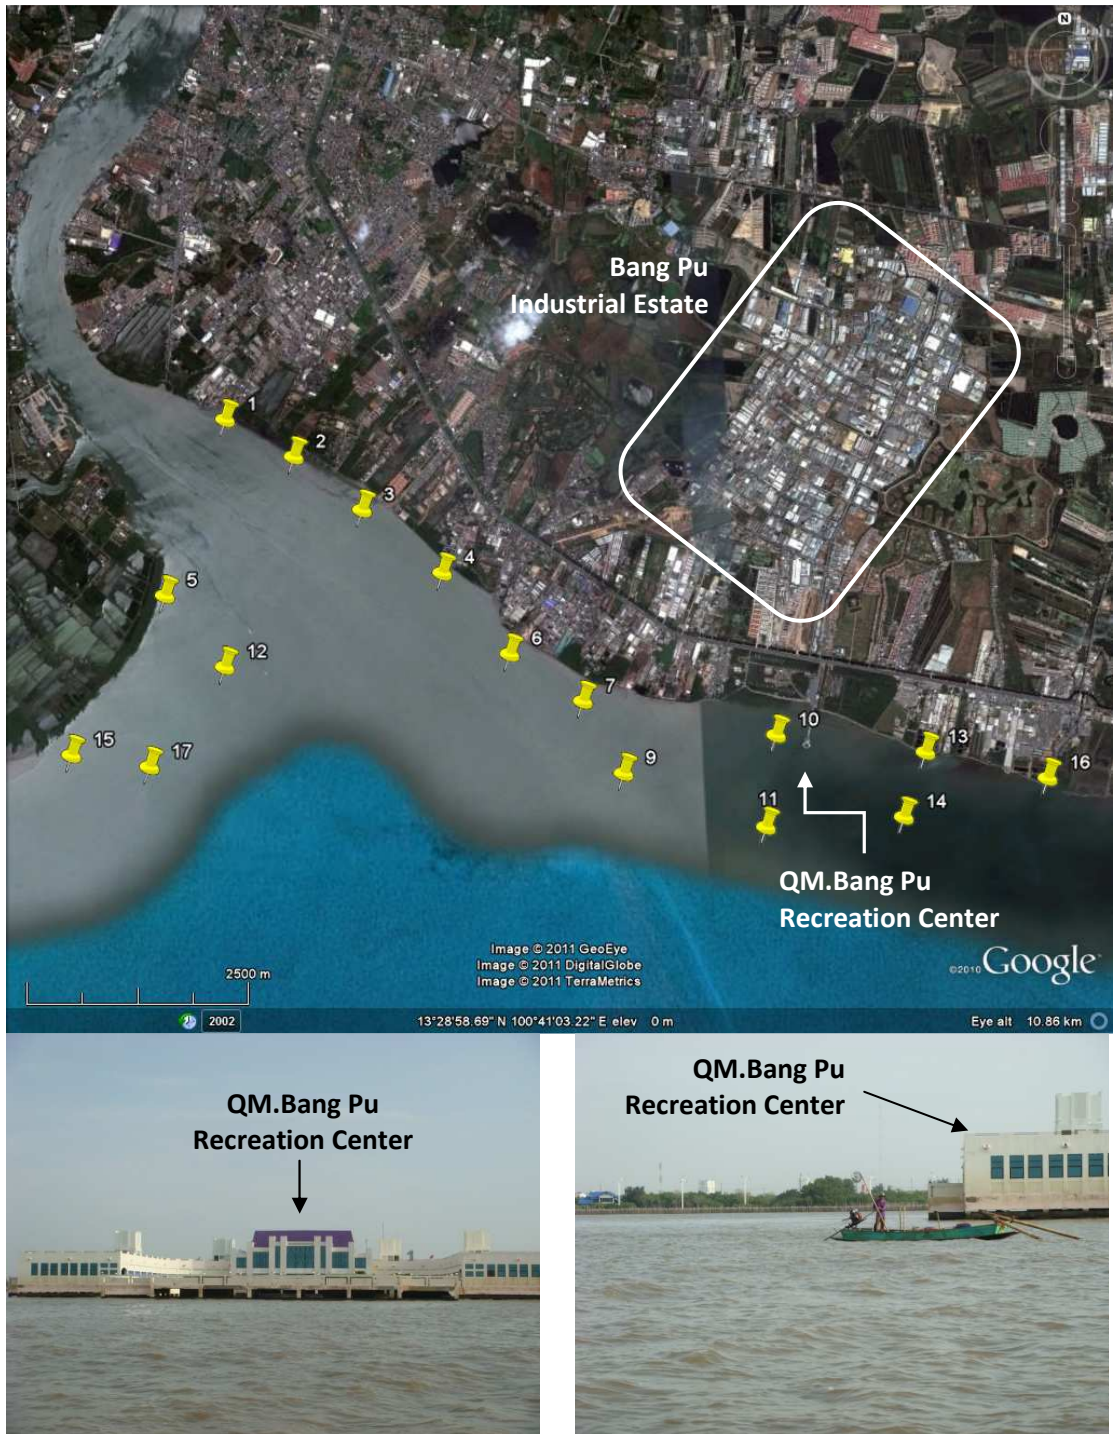 N
Bang Pu
Industrial Estate
1
2
3
4
5
6
12
7
10
15
17
9
13
16
11
14
QM.Bang Pu
Recreation Center
Image © 2011 GeoEye
Image © 2011 DigitalGlobe
Image © 2011 TerraMetrics
©2010 Google
2500 m
2002
13°28'58.69" N 100°41'03.22" E elev 0 m
Eye alt 10.86 km
QM.Bang Pu
Recreation Center
QM.Bang Pu
Recreation Center